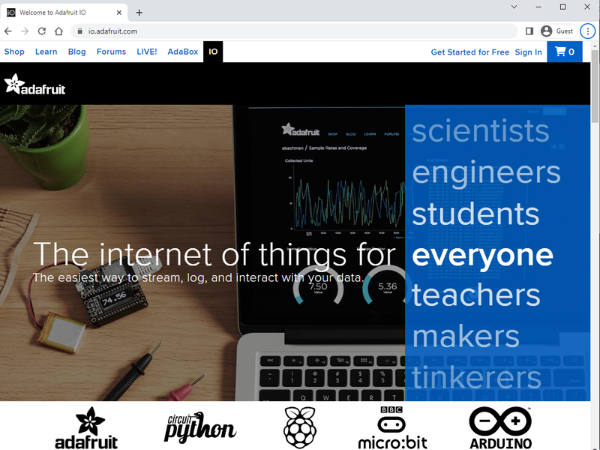 Welcome to Adafruit IO
io.adafruit.com
Guest
Shop Learn Blog Forums LIVE! AdaBox IO
Get Started for Free Sign In 0
adafruit
adafruit SHOP BLOG LEARN FORUMS
abachman / Sample Rates and Coverage
Collected Units
The internet of things for
The easiest way to stream, log, and interact with your data.
74.56
7.50
Value
5.36
Value
scientists
engineers
students
everyone
teachers
makers
tinkerers
adafruit
circuit python
BBC
micro:bit
ARDUINO